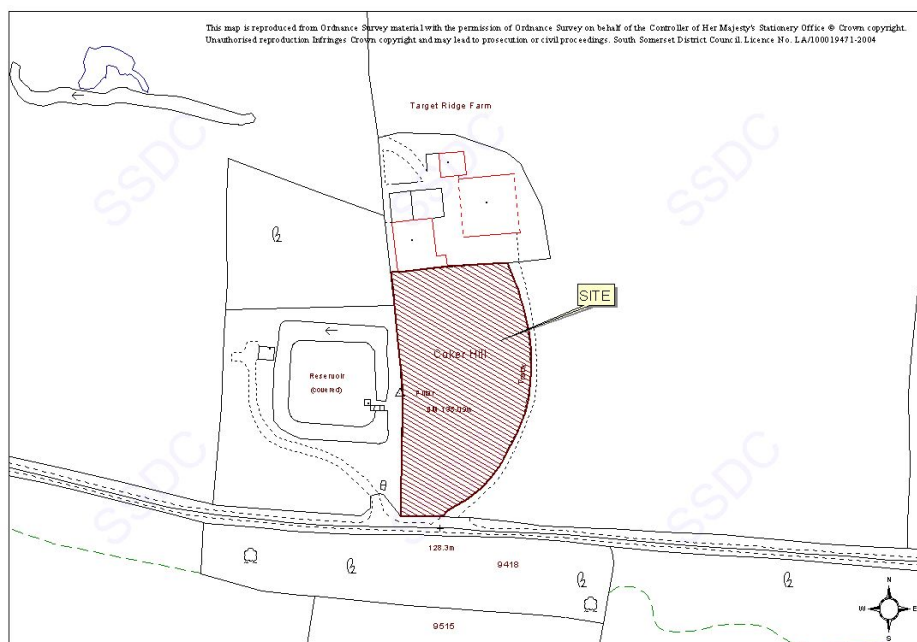 This map is reproduced from Ordnance Survey material with the permission of Ordnance Survey on behalf of the Controller of Her Majesty's Stationery Office © Crown copyright.
Unauthorised reproduction infringes Crown copyright and may lead to prosecution or civil proceedings. South Somerset District Council. Licence No. LA/100019471-2004
Target Ridge Farm
SSDC
SSDC
SITE
Coker Hill
Reservoir
(covered)
Track
Pillar
BM
SSDC
SSDC
128.3m
9418
9515
N
W E
S